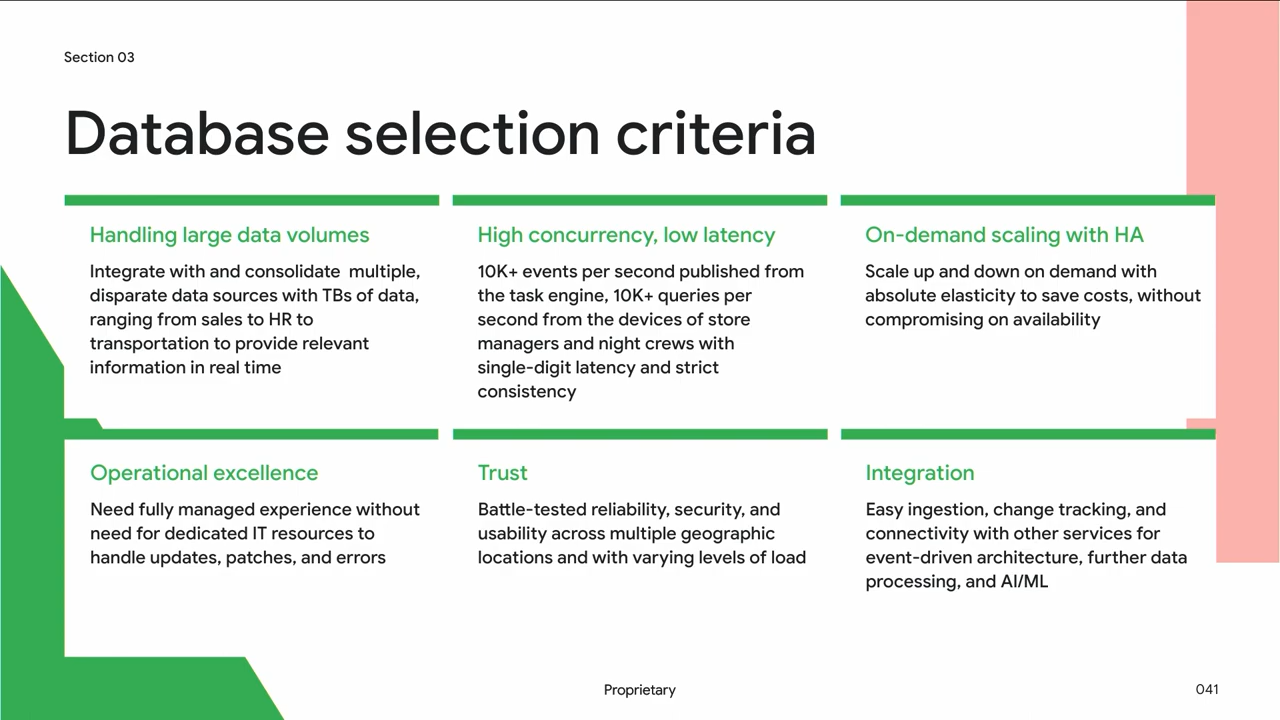 Section 03
Database selection criteria
Handling large data volumes
Integrate with and consolidate  multiple,
disparate data sources with TBs of data,
ranging from sales to HR to
transportation to provide relevant
information in real time
High concurrency, low latency
10K+ events per second published from
the task engine, 10K+ queries per
second from the devices of store
managers and night crews with
single-digit latency and strict
consistency
On-demand scaling with HA
Scale up and down on demand with
absolute elasticity to save costs, without
compromising on availability
Operational excellence
Need fully managed experience without
need for dedicated IT resources to
handle updates, patches, and errors
Trust
Battle-tested reliability, security, and
usability across multiple geographic
locations and with varying levels of load
Integration
Easy ingestion, change tracking, and
connectivity with other services for
event-driven architecture, further data
processing, and AI/ML
Proprietary
041